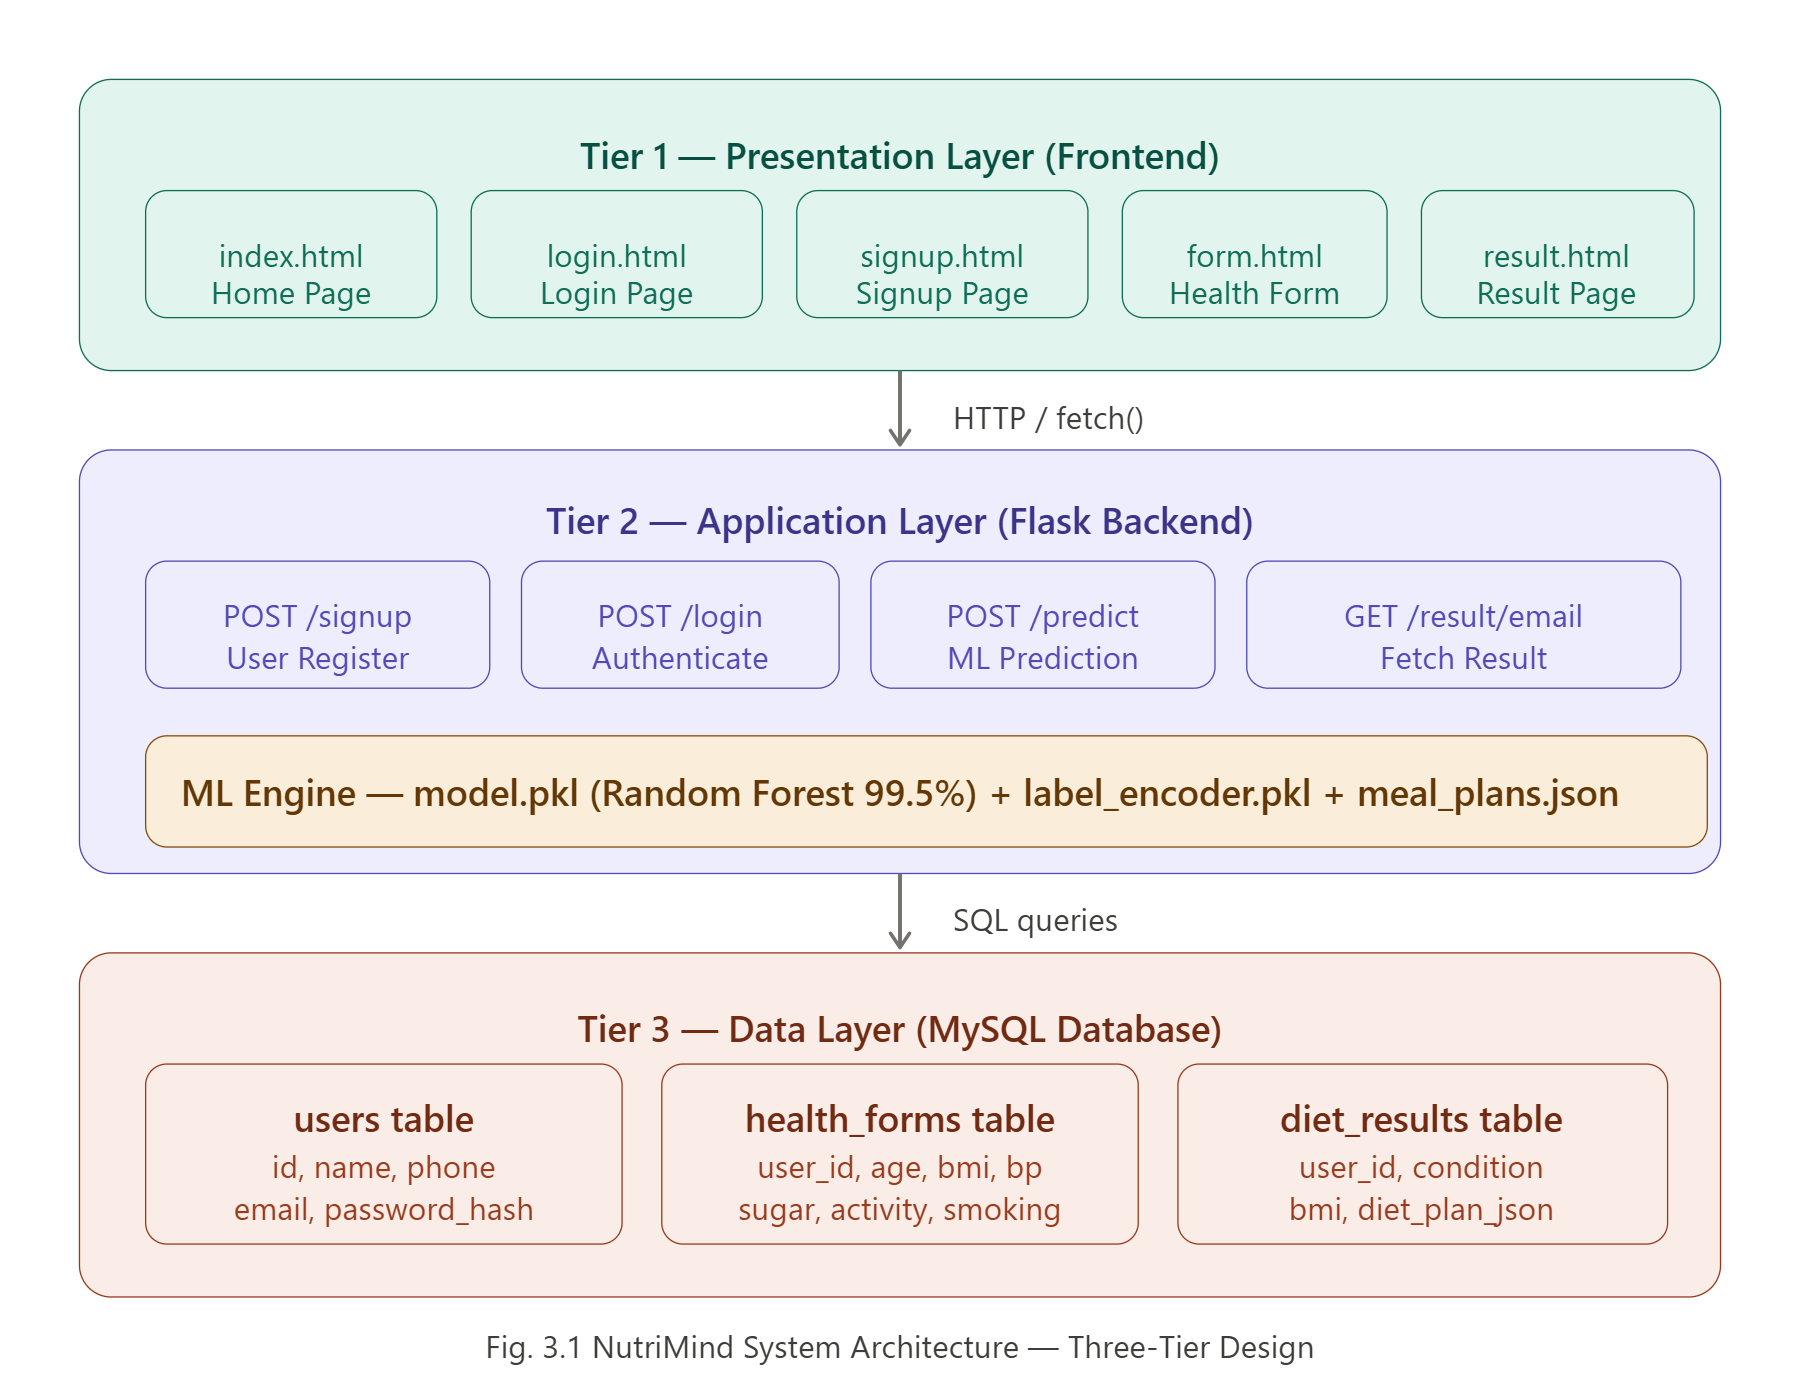 Tier 1 — Presentation Layer (Frontend)
index.html
Home Page
login.html
Login Page
signup.html
Signup Page
form.html
Health Form
result.html
Result Page
HTTP / fetch()
Tier 2 — Application Layer (Flask Backend)
POST /signup
User Register
POST /login
Authenticate
POST /predict
ML Prediction
GET /result/email
Fetch Result
ML Engine — model.pkl (Random Forest 99.5%) + label_encoder.pkl + meal_plans.json
SQL queries
Tier 3 — Data Layer (MySQL Database)
users table
id, name, phone
email, password_hash
health_forms table
user_id, age, bmi, bp
sugar, activity, smoking
diet_results table
user_id, condition
bmi, diet_plan_json
Fig. 3.1 NutriMind System Architecture — Three-Tier Design